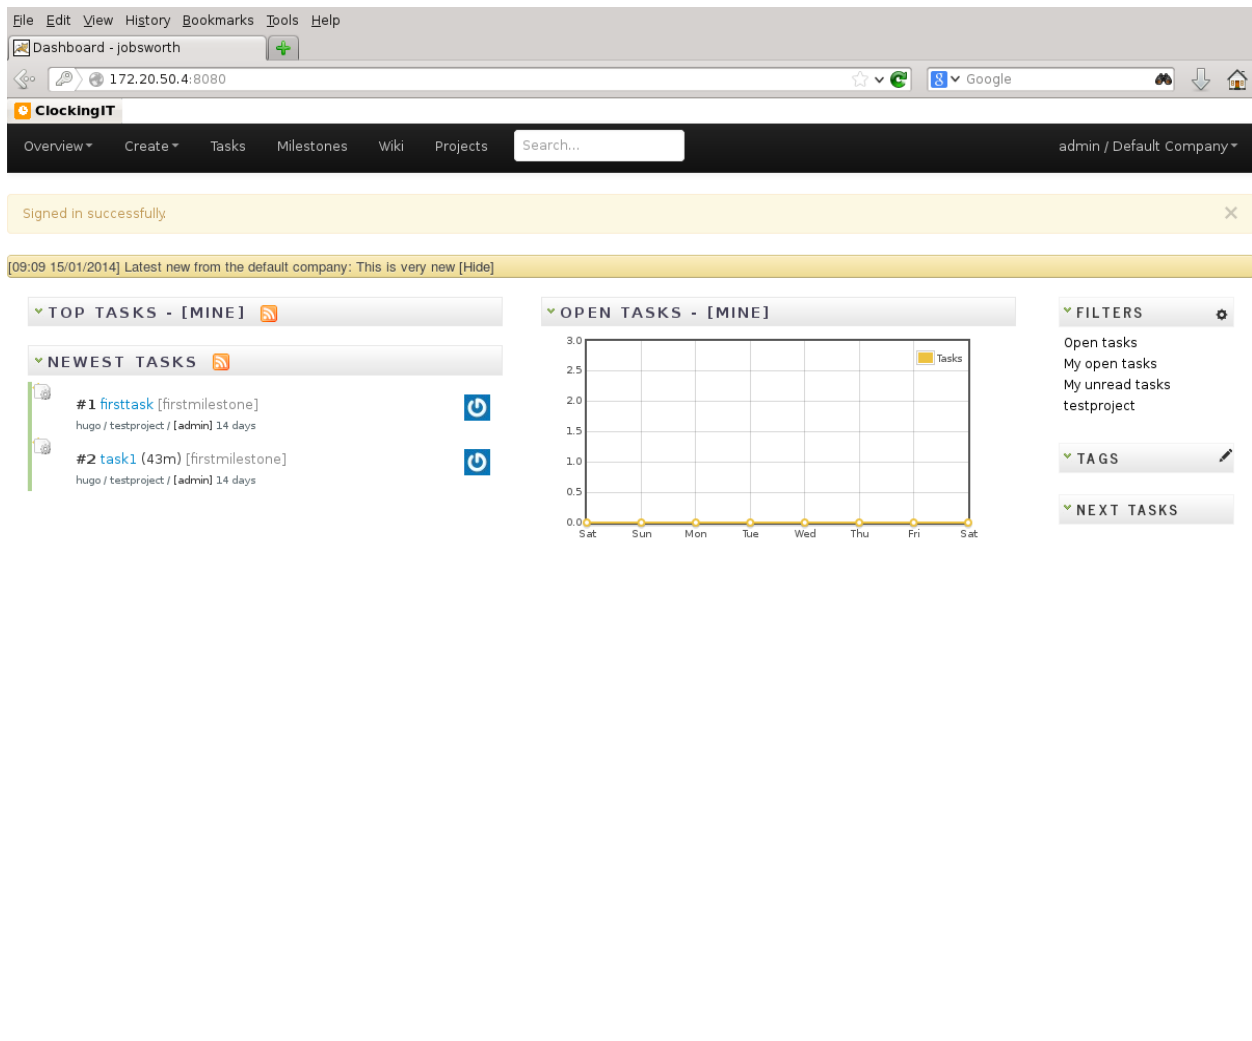 File Edit View History Bookmarks Tools Help
Dashboard - jobsworth
172.20.50.4:8080
Google
ClockingIT
Overview Create Tasks Milestones Wiki Projects Search... admin / Default Company
Signed in successfully.
[09:09 15/01/2014] Latest new from the default company: This is very new [Hide]
TOP TASKS - [MINE]
NEWEST TASKS
#1 firsttask [firstmilestone]
hugo / testproject / [admin] 14 days
#2 task1 (43m) [firstmilestone]
hugo / testproject / [admin] 14 days
OPEN TASKS - [MINE]
3.0
2.5
2.0
1.5
1.0
0.5
0.0
Tasks
Sat Sun Mon Tue Wed Thu Fri Sat
FILTERS
Open tasks
My open tasks
My unread tasks
testproject
TAGS
NEXT TASKS